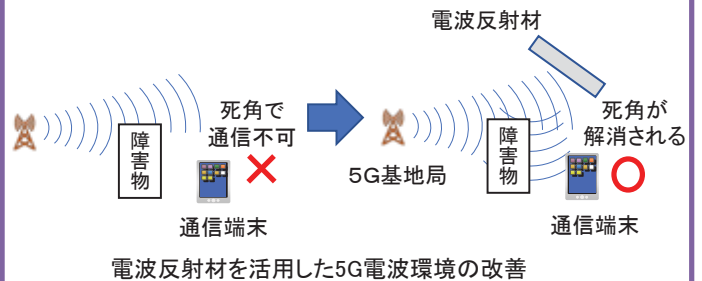 電波反射材
死角で
通信不可
障害物
通信端末
死角が
解消される
5G基地局
障害物
通信端末
電波反射材を活用した5G電波環境の改善